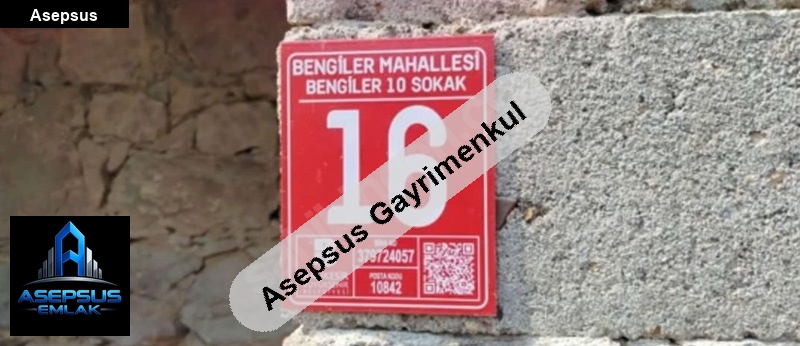 Asepsus
BENGİLER MAHALLESİ
BENGİLER 10 SOKAK
16
379724057
POSTA KODU
10842
Asepsus Gayrimenkul
ASEPSUS
EMLAK